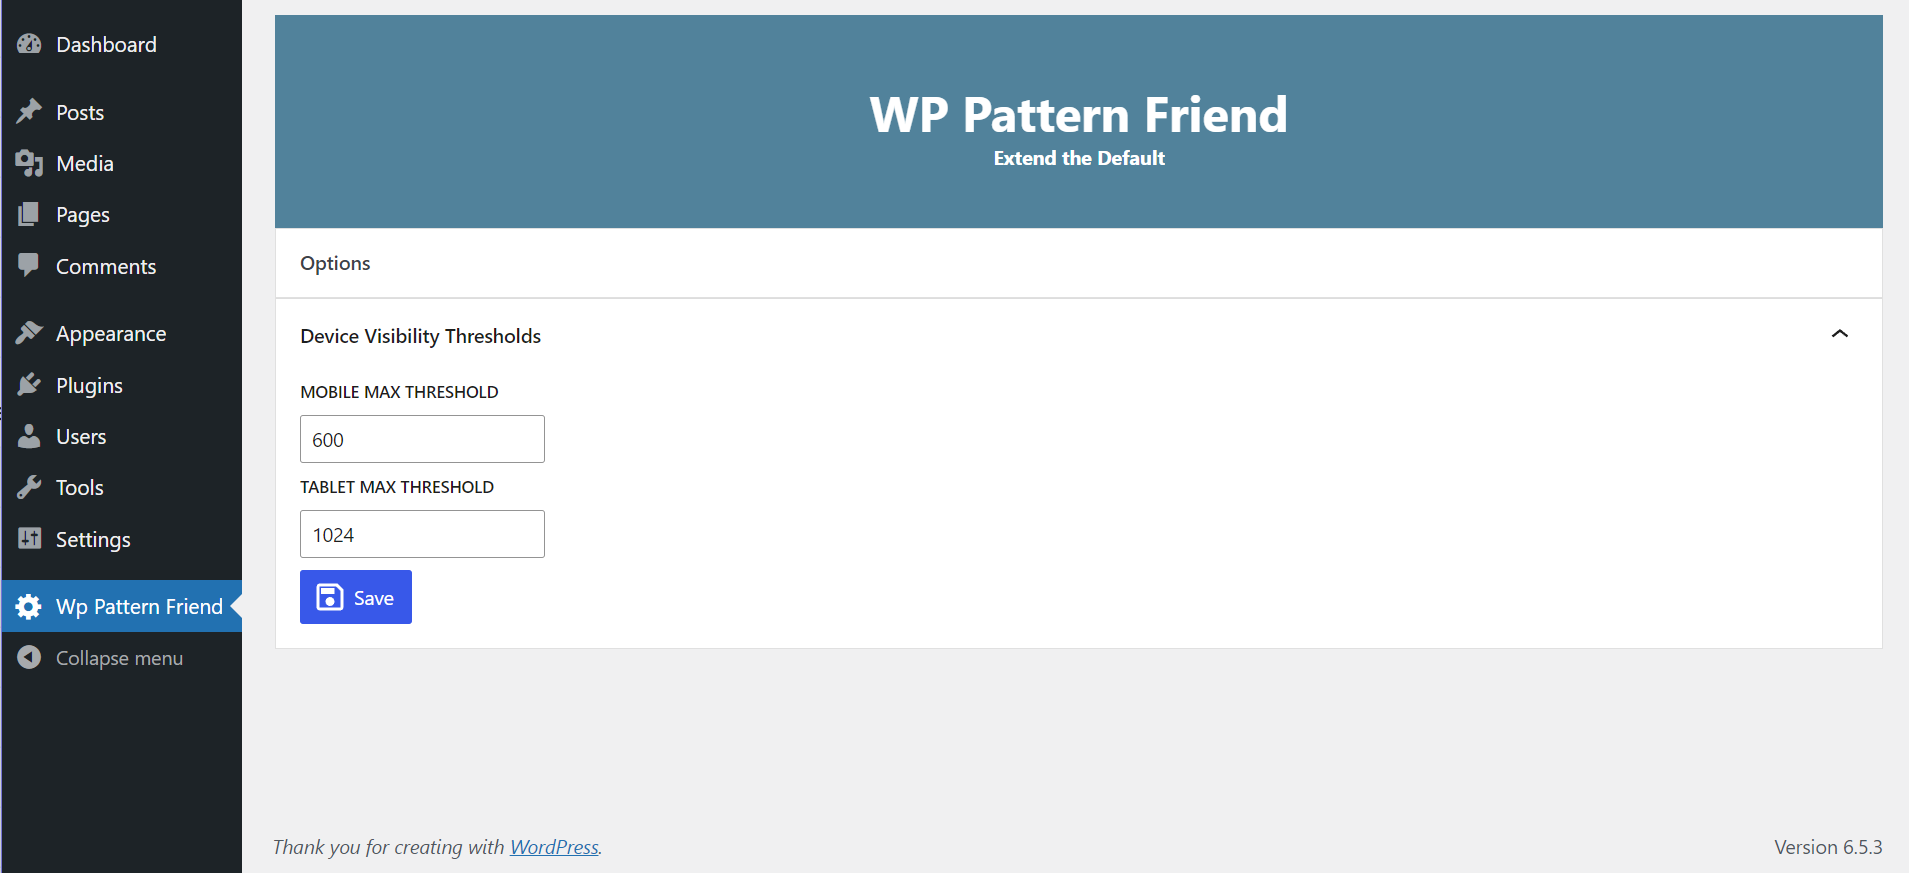 Dashboard
Posts
Media
Pages
Comments
Appearance
Plugins
Users
Tools
Settings
Wp Pattern Friend
Collapse menu
WP Pattern Friend
Extend the Default
Options
Device Visibility Thresholds
MOBILE MAX THRESHOLD
600
TABLET MAX THRESHOLD
1024
Save
Thank you for creating with WordPress.
Version 6.5.3